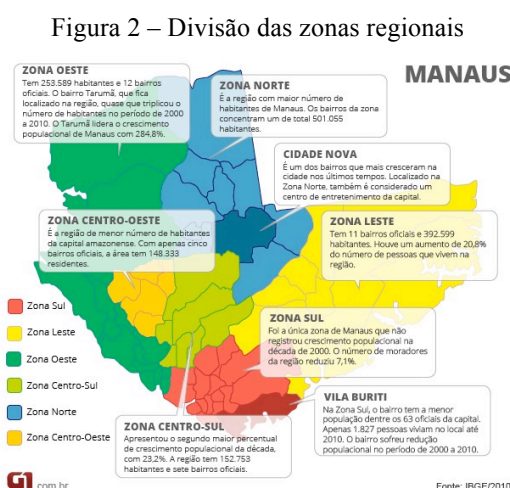 Figura 2 – Divisão das zonas regionais
MANAUS
ZONA OESTE
Tem 253.589 habitantes e 12 bairros
oficiais. O bairro Tarumã, que fica
localizado na região, quase que triplicou o
número de habitantes no período de 2000
a 2010. O Tarumã lidera o crescimento
populacional de Manaus com 284,8%.
ZONA NORTE
É a região com maior número de
habitantes de Manaus. Os bairros da zona
concentram um de total 501.055
habitantes.
CIDADE NOVA
É um dos bairros que mais cresceram na
cidade nos últimos tempos. Localizado na
Zona Norte, também é considerado um
centro de entretenimento da capital.
ZONA CENTRO-OESTE
É a região de menor número de habitantes
da capital amazonense. Com apenas cinco
bairros oficiais, a área tem 148.333
residentes.
ZONA LESTE
Tem 11 bairros oficiais e 392.599
habitantes. Houve um aumento de 20,8%
do número de pessoas que vivem na
região.
ZONA SUL
Foi a única zona de Manaus que não
registrou crescimento populacional na
década de 2000. O número de moradores
da região reduziu 7,1%.
Zona Sul
Zona Leste
Zona Oeste
Zona Centro-Sul
Zona Norte
Zona Centro-Oeste
VILA BURITI
Na Zona Sul, o bairro tem a menor
população dentre os 63 oficiais da capital.
Apenas 1.827 pessoas viviam no local até
2010. O bairro sofreu redução
populacional no período de 2000 a 2010.
ZONA CENTRO-SUL
Apresentou o segundo maior percentual
de crescimento populacional da década,
com 23,2%. A região tem 152.753
habitantes e sete bairros oficiais.
G1 .com.br
Fonte: IBGE/2010